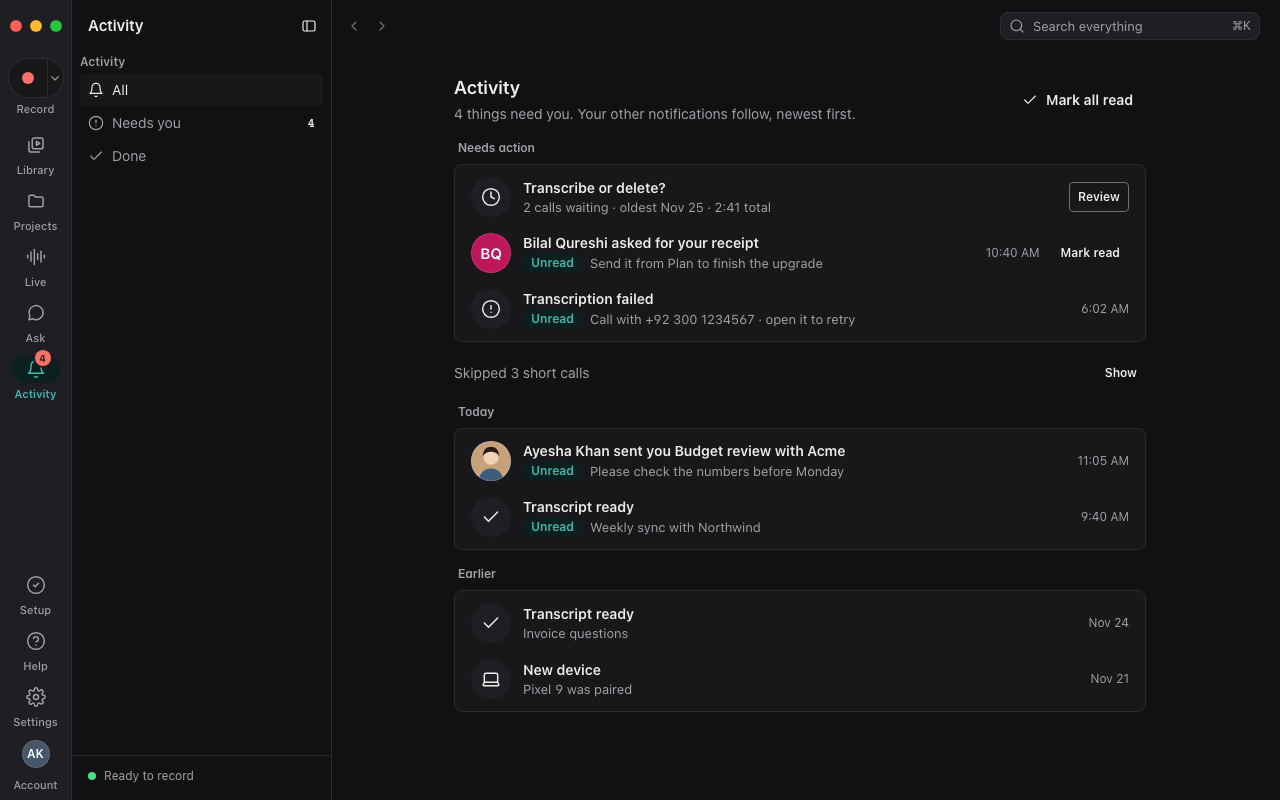 Activity
Search everything
⌘K
Record
Library
Projects
Live
Ask
4
Activity
Setup
Help
Settings
AK
Account
Activity
All
Needs you
4
Done
Ready to record
Activity
4 things need you. Your other notifications follow, newest first.
Mark all read
Needs action
Transcribe or delete?
2 calls waiting · oldest Nov 25 · 2:41 total
Review
BQ
Bilal Qureshi asked for your receipt
Unread Send it from Plan to finish the upgrade
10:40 AM
Mark read
Transcription failed
Unread Call with +92 300 1234567 · open it to retry
6:02 AM
Skipped 3 short calls
Show
Today
Ayesha Khan sent you Budget review with Acme
Unread Please check the numbers before Monday
11:05 AM
Transcript ready
Unread Weekly sync with Northwind
9:40 AM
Earlier
Transcript ready
Invoice questions
Nov 24
New device
Pixel 9 was paired
Nov 21